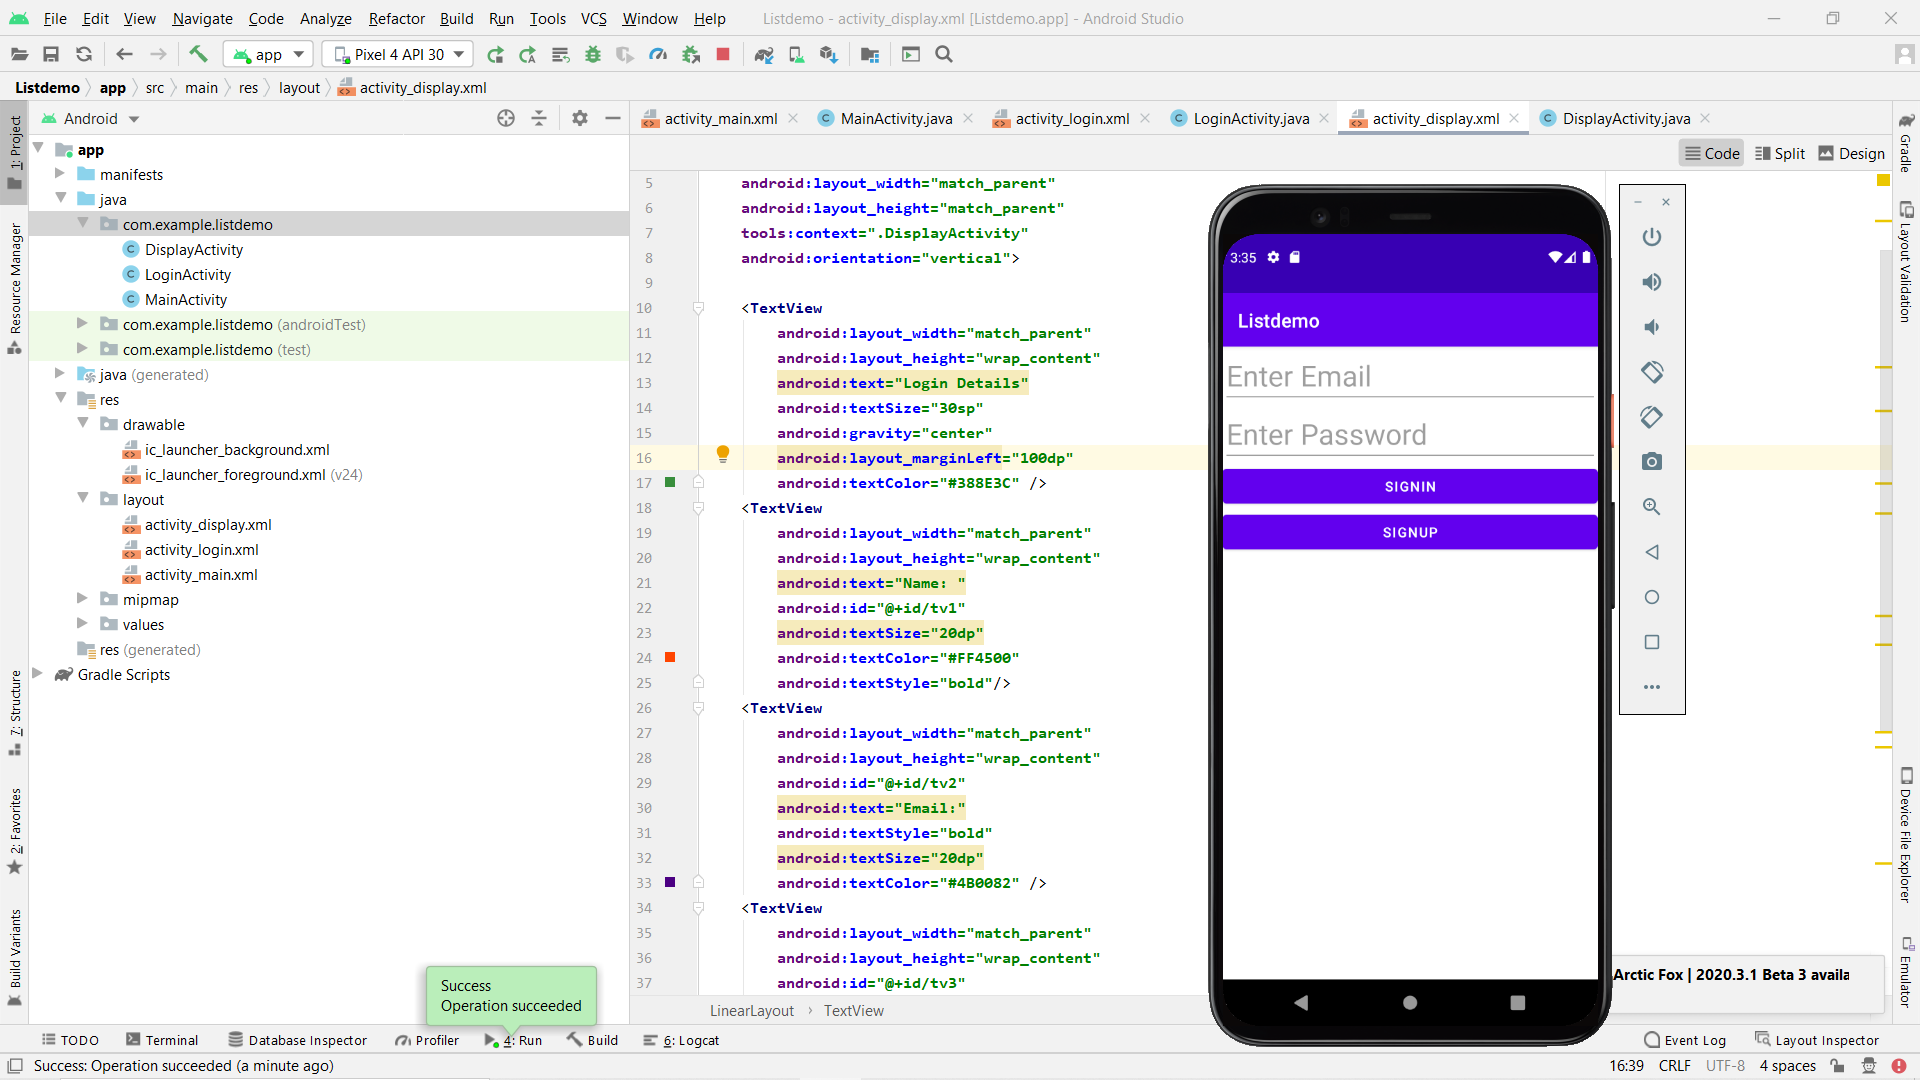 File Edit View Navigate Code Analyze Refactor Build Run Tools VCS Window Help Listdemo - activity_display.xml [Listdemo.app] - Android Studio
app Pixel 4 API 30
Listdemo app src main res layout activity_display.xml
1: Project
Resource Manager
7: Structure
2: Favorites
Build Variants
Android
app
manifests
java
com.example.listdemo
DisplayActivity
LoginActivity
MainActivity
com.example.listdemo (androidTest)
com.example.listdemo (test)
java (generated)
res
drawable
ic_launcher_background.xml
ic_launcher_foreground.xml (v24)
layout
activity_display.xml
activity_login.xml
activity_main.xml
mipmap
values
res (generated)
Gradle Scripts
activity_main.xml MainActivity.java activity_login.xml LoginActivity.java activity_display.xml DisplayActivity.java
Code Split Design
5 android:layout_width="match_parent"
6 android:layout_height="match_parent"
7 tools:context=".DisplayActivity"
8 android:orientation="vertical">
9
10 <TextView
11 android:layout_width="match_parent"
12 android:layout_height="wrap_content"
13 android:text="Login Details"
14 android:textSize="30sp"
15 android:gravity="center"
16 android:layout_marginLeft="100dp"
17 android:textColor="#388E3C" />
18 <TextView
19 android:layout_width="match_parent"
20 android:layout_height="wrap_content"
21 android:text="Name: "
22 android:id="@+id/tv1"
23 android:textSize="20dp"
24 android:textColor="#FF4500"
25 android:textStyle="bold"/>
26 <TextView
27 android:layout_width="match_parent"
28 android:layout_height="wrap_content"
29 android:id="@+id/tv2"
30 android:text="Email:"
31 android:textStyle="bold"
32 android:textSize="20dp"
33 android:textColor="#4B0082" />
34 <TextView
35 android:layout_width="match_parent"
36 android:layout_height="wrap_content"
37 android:id="@+id/tv3"
LinearLayout TextView
3:35
Listdemo
Enter Email
Enter Password
SIGNIN
SIGNUP
Gradle
Layout Validation
Device File Explorer
Emulator
Arctic Fox | 2020.3.1 Beta 3 availa
Success
Operation succeeded
TODO Terminal Database Inspector Profiler 4: Run Build 6: Logcat Event Log Layout Inspector
Success: Operation succeeded (a minute ago) 16:39 CRLF UTF-8 4 spaces